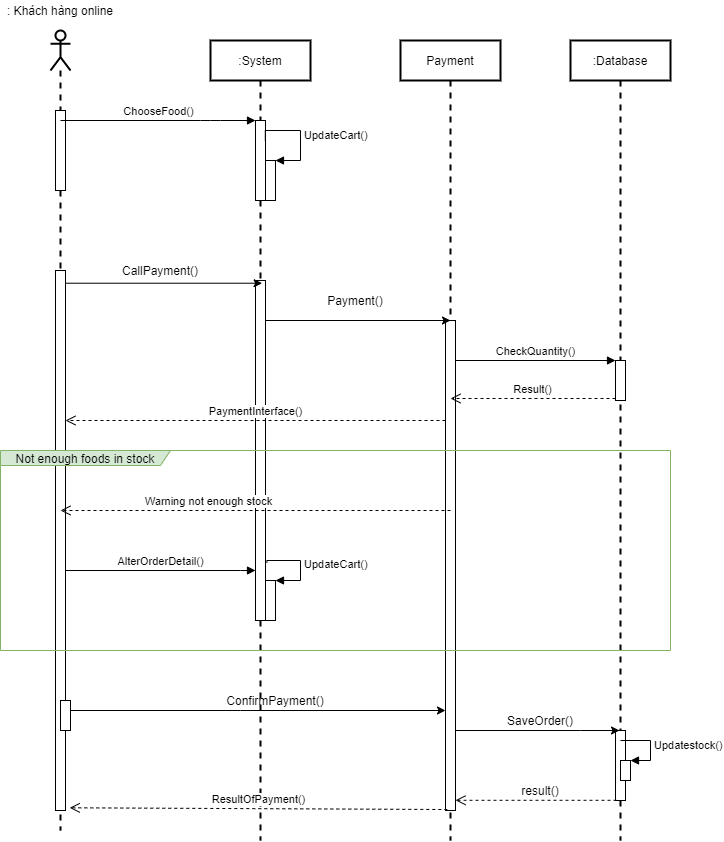 : Khách hàng online
:System
Payment
:Database
ChooseFood()
UpdateCart()
CallPayment()
Payment()
CheckQuantity()
Result()
PaymentInterface()
Not enough foods in stock
Warning not enough stock
AlterOrderDetail()
UpdateCart()
ConfirmPayment()
SaveOrder()
Updatestock()
result()
ResultOfPayment()